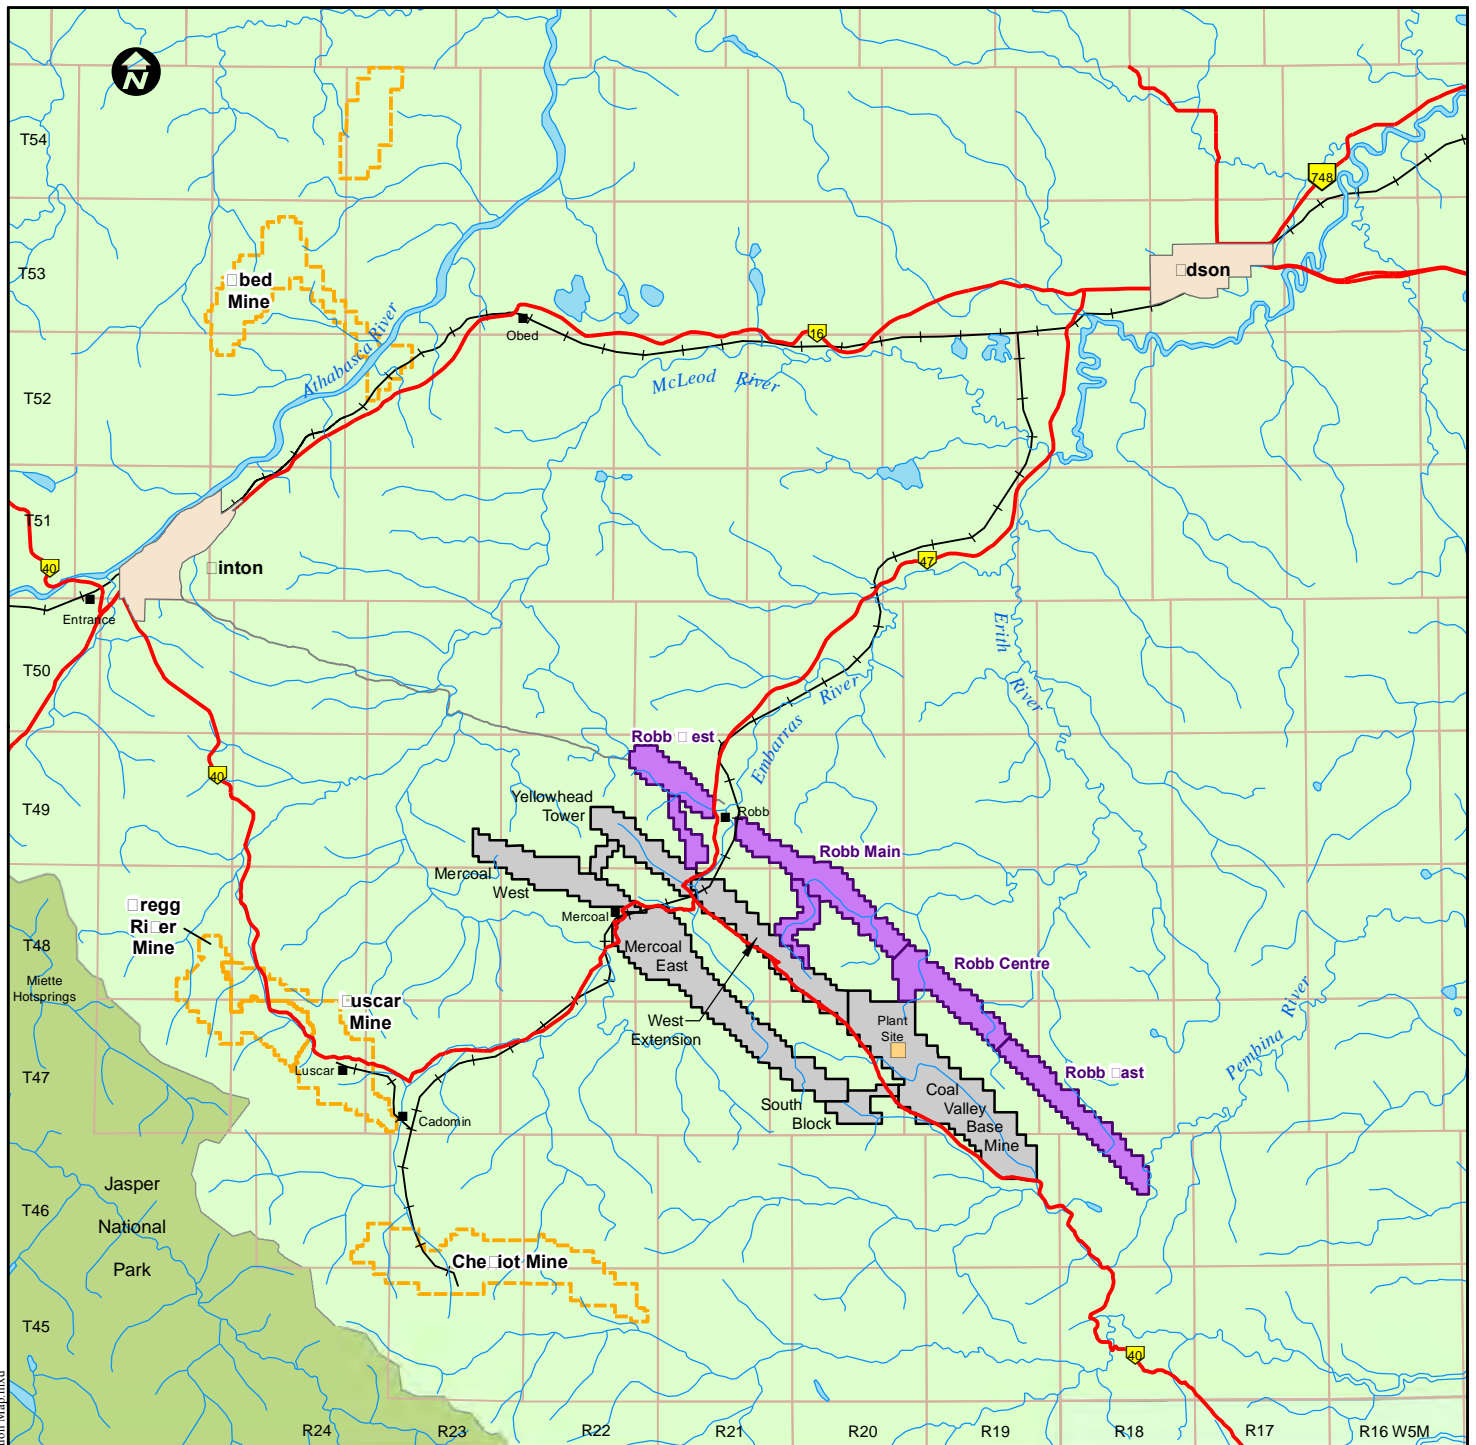 N
T54
748
T53
□bed
Mine
□dson
Athabasca River
Obed
16
McLeod River
T52
T51
40
□inton
47
Entrance
Erith
River
T50
Embarras River
Robb □est
40
T49
Yellowhead
Tower
Robb
Robb Main
Mercoal
West
□regg
Ri□er
Mine
Mercoal
T48
Mercoal
East
Robb Centre
Miette
Hotsprings
□uscar
Mine
West
Extension
Plant
Site
Pembina River
T47
Luscar
Robb □ast
Coal
Valley
Base
Mine
South
Block
Cadomin
Jasper
National
Park
T46
Che□iot Mine
T45
40
R24
R23
R22
R21
R20
R19
R18
R17
R16 W5M